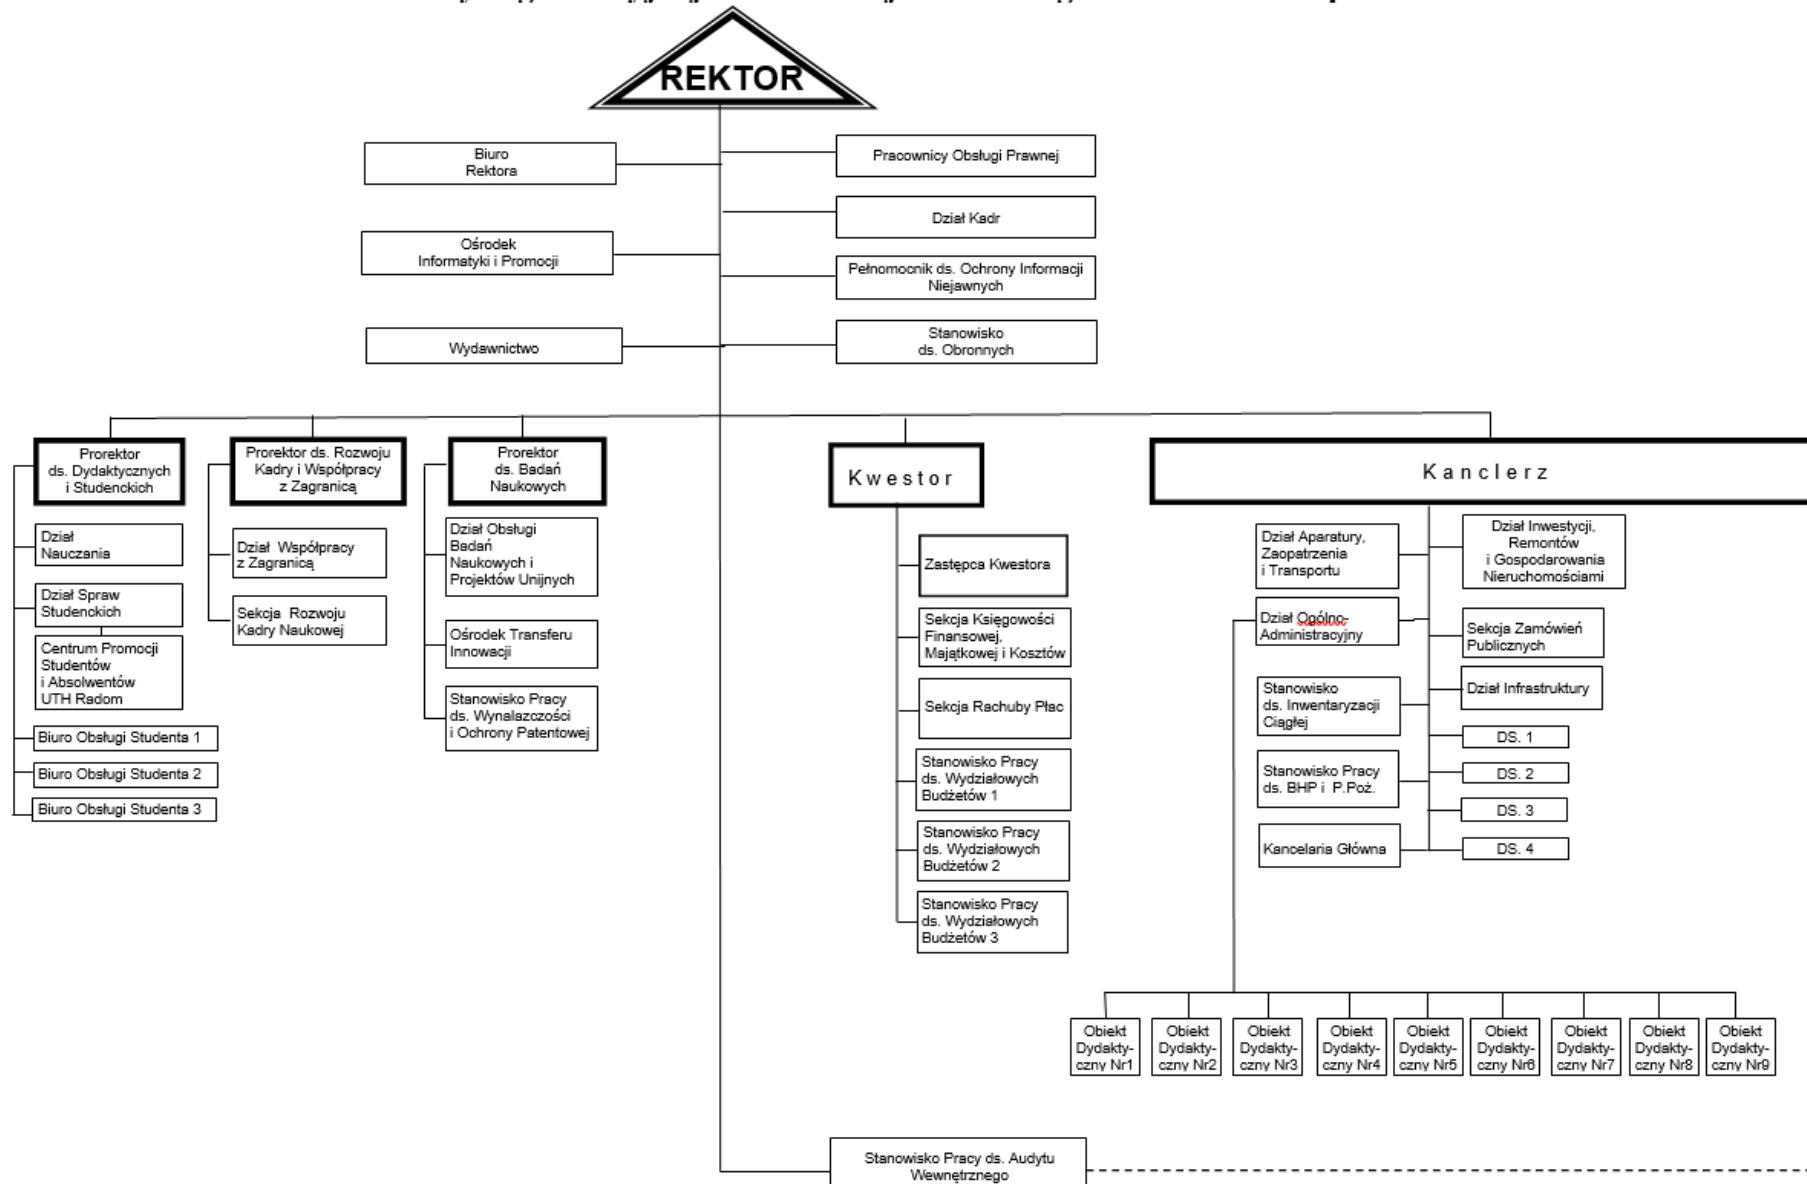 REKTOR
Biuro
Rektora
Pracownicy Obsługi Prawnej
Dział Kadr
Ośrodek
Informatyki i Promocji
Pełnomocnik ds. Ochrony Informacji
Niejawnych
Wydawnictwo
Stanowisko
ds. Obronnych
Prorektor
ds. Dydaktycznych
i Studenckich
Prorektor ds. Rozwoju
Kadry i Współpracy
z Zagranicą
Prorektor
ds. Badań
Naukowych
Kwestor
Kanclerz
Dział
Nauczania
Dział Spraw
Studenckich
Centrum Promocji
Studentów
i Absolwentów
UTH Radom
Biuro Obsługi Studenta 1
Biuro Obsługi Studenta 2
Biuro Obsługi Studenta 3
Dział Współpracy
z Zagranicą
Sekcja Rozwoju
Kadry Naukowej
Dział Obsługi
Badań
Naukowych i
Projektów Unijnych
Ośrodek Transferu
Innowacji
Stanowisko Pracy
ds. Wynalazczości
i Ochrony Patentowej
Zastępca Kwestora
Sekcja Księgowości
Finansowej,
Majątkowej i Kosztów
Sekcja Rachuby Płac
Stanowisko Pracy
ds. Wydziałowych
Budżetów 1
Stanowisko Pracy
ds. Wydziałowych
Budżetów 2
Stanowisko Pracy
ds. Wydziałowych
Budżetów 3
Dział Aparatury,
Zaopatrzenia
i Transportu
Dział Ogólno-
Administracyjny
Stanowisko
ds. Inwentaryzacji
Ciągłej
Stanowisko Pracy
ds. BHP i P.Poż.
Kancelaria Główna
Dział Inwestycji,
Remontów
i Gospodarowania
Nieruchomościami
Sekcja Zamówień
Publicznych
Dział Infrastruktury
DS. 1
DS. 2
DS. 3
DS. 4
Obiekt
Dydakty-
czny Nr1
Obiekt
Dydakty-
czny Nr2
Obiekt
Dydakty-
czny Nr3
Obiekt
Dydakty-
czny Nr4
Obiekt
Dydakty-
czny Nr5
Obiekt
Dydakty-
czny Nr6
Obiekt
Dydakty-
czny Nr7
Obiekt
Dydakty-
czny Nr8
Obiekt
Dydakty-
czny Nr9
Stanowisko Pracy ds. Audytu
Wewnętrznego